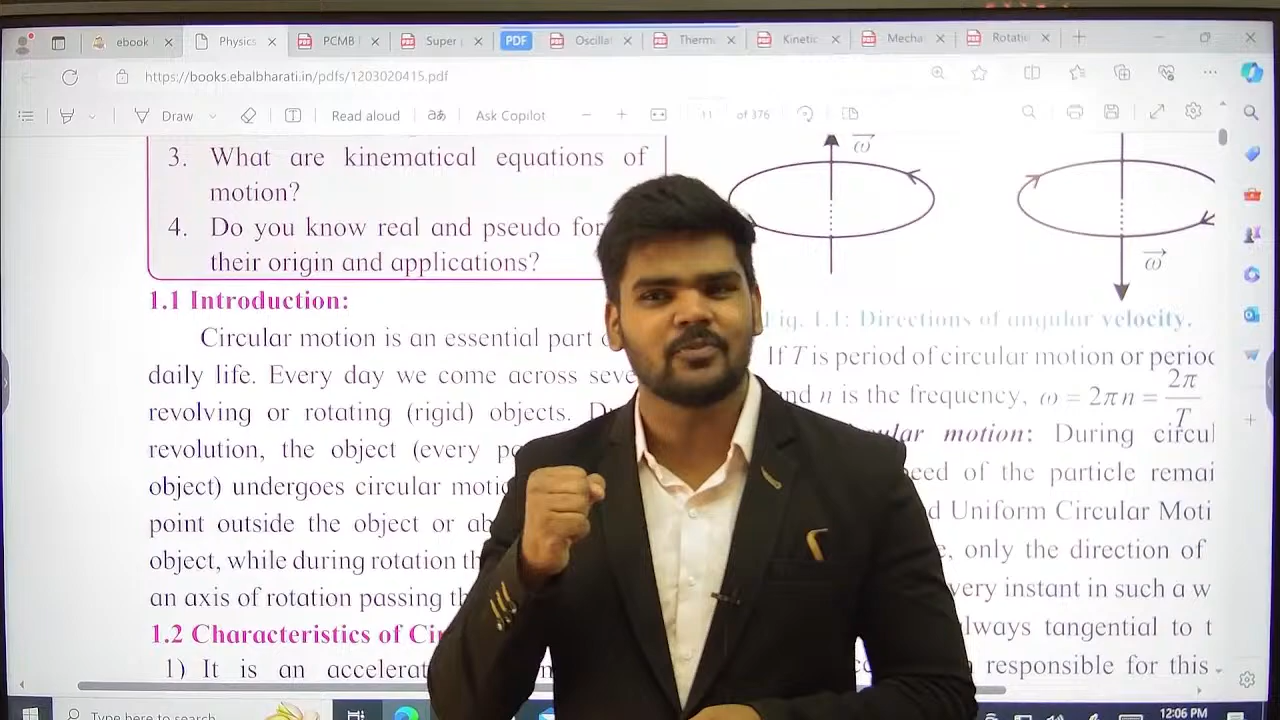 ebook
Physics
PCMB
Super
PDF
Oscilla
Therm
Kinetic
Mecha
Rotatic
https://books.ebalbharati.in/pdfs/1203020415.pdf
Draw
Read aloud
aあ
Ask Copilot
11
of 376
3. What are kinematical equations of
motion?
4. Do you know real and pseudo for
their origin and applications?
1.1 Introduction:
Circular motion is an essential part
daily life. Every day we come across seve
revolving or rotating (rigid) objects. D
revolution, the object (every po
object) undergoes circular motio
point outside the object or ab
object, while during rotation th
an axis of rotation passing th
1.2 Characteristics of Cir
1) It is an accelerat
ω⃗
ω⃗
Fig. 1.1: Directions of angular velocity.
If T is period of circular motion or perioc
and n is the frequency, ω = 2πn = 2π/T
ular motion: During circul
eed of the particle remai
d Uniform Circular Moti
e, only the direction of
very instant in such a w
lways tangential to t
responsible for this
Type here to search
12:06 PM